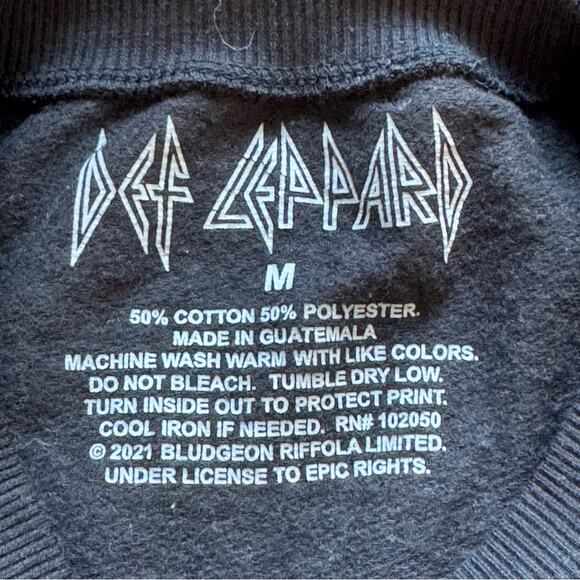 DEF LEPPARD
M
50% COTTON 50% POLYESTER.
MADE IN GUATEMALA
MACHINE WASH WARM WITH LIKE COLORS.
DO NOT BLEACH. TUMBLE DRY LOW.
TURN INSIDE OUT TO PROTECT PRINT.
COOL IRON IF NEEDED. RN# 102050
© 2021 BLUDGEON RIFFOLA LIMITED.
UNDER LICENSE TO EPIC RIGHTS.